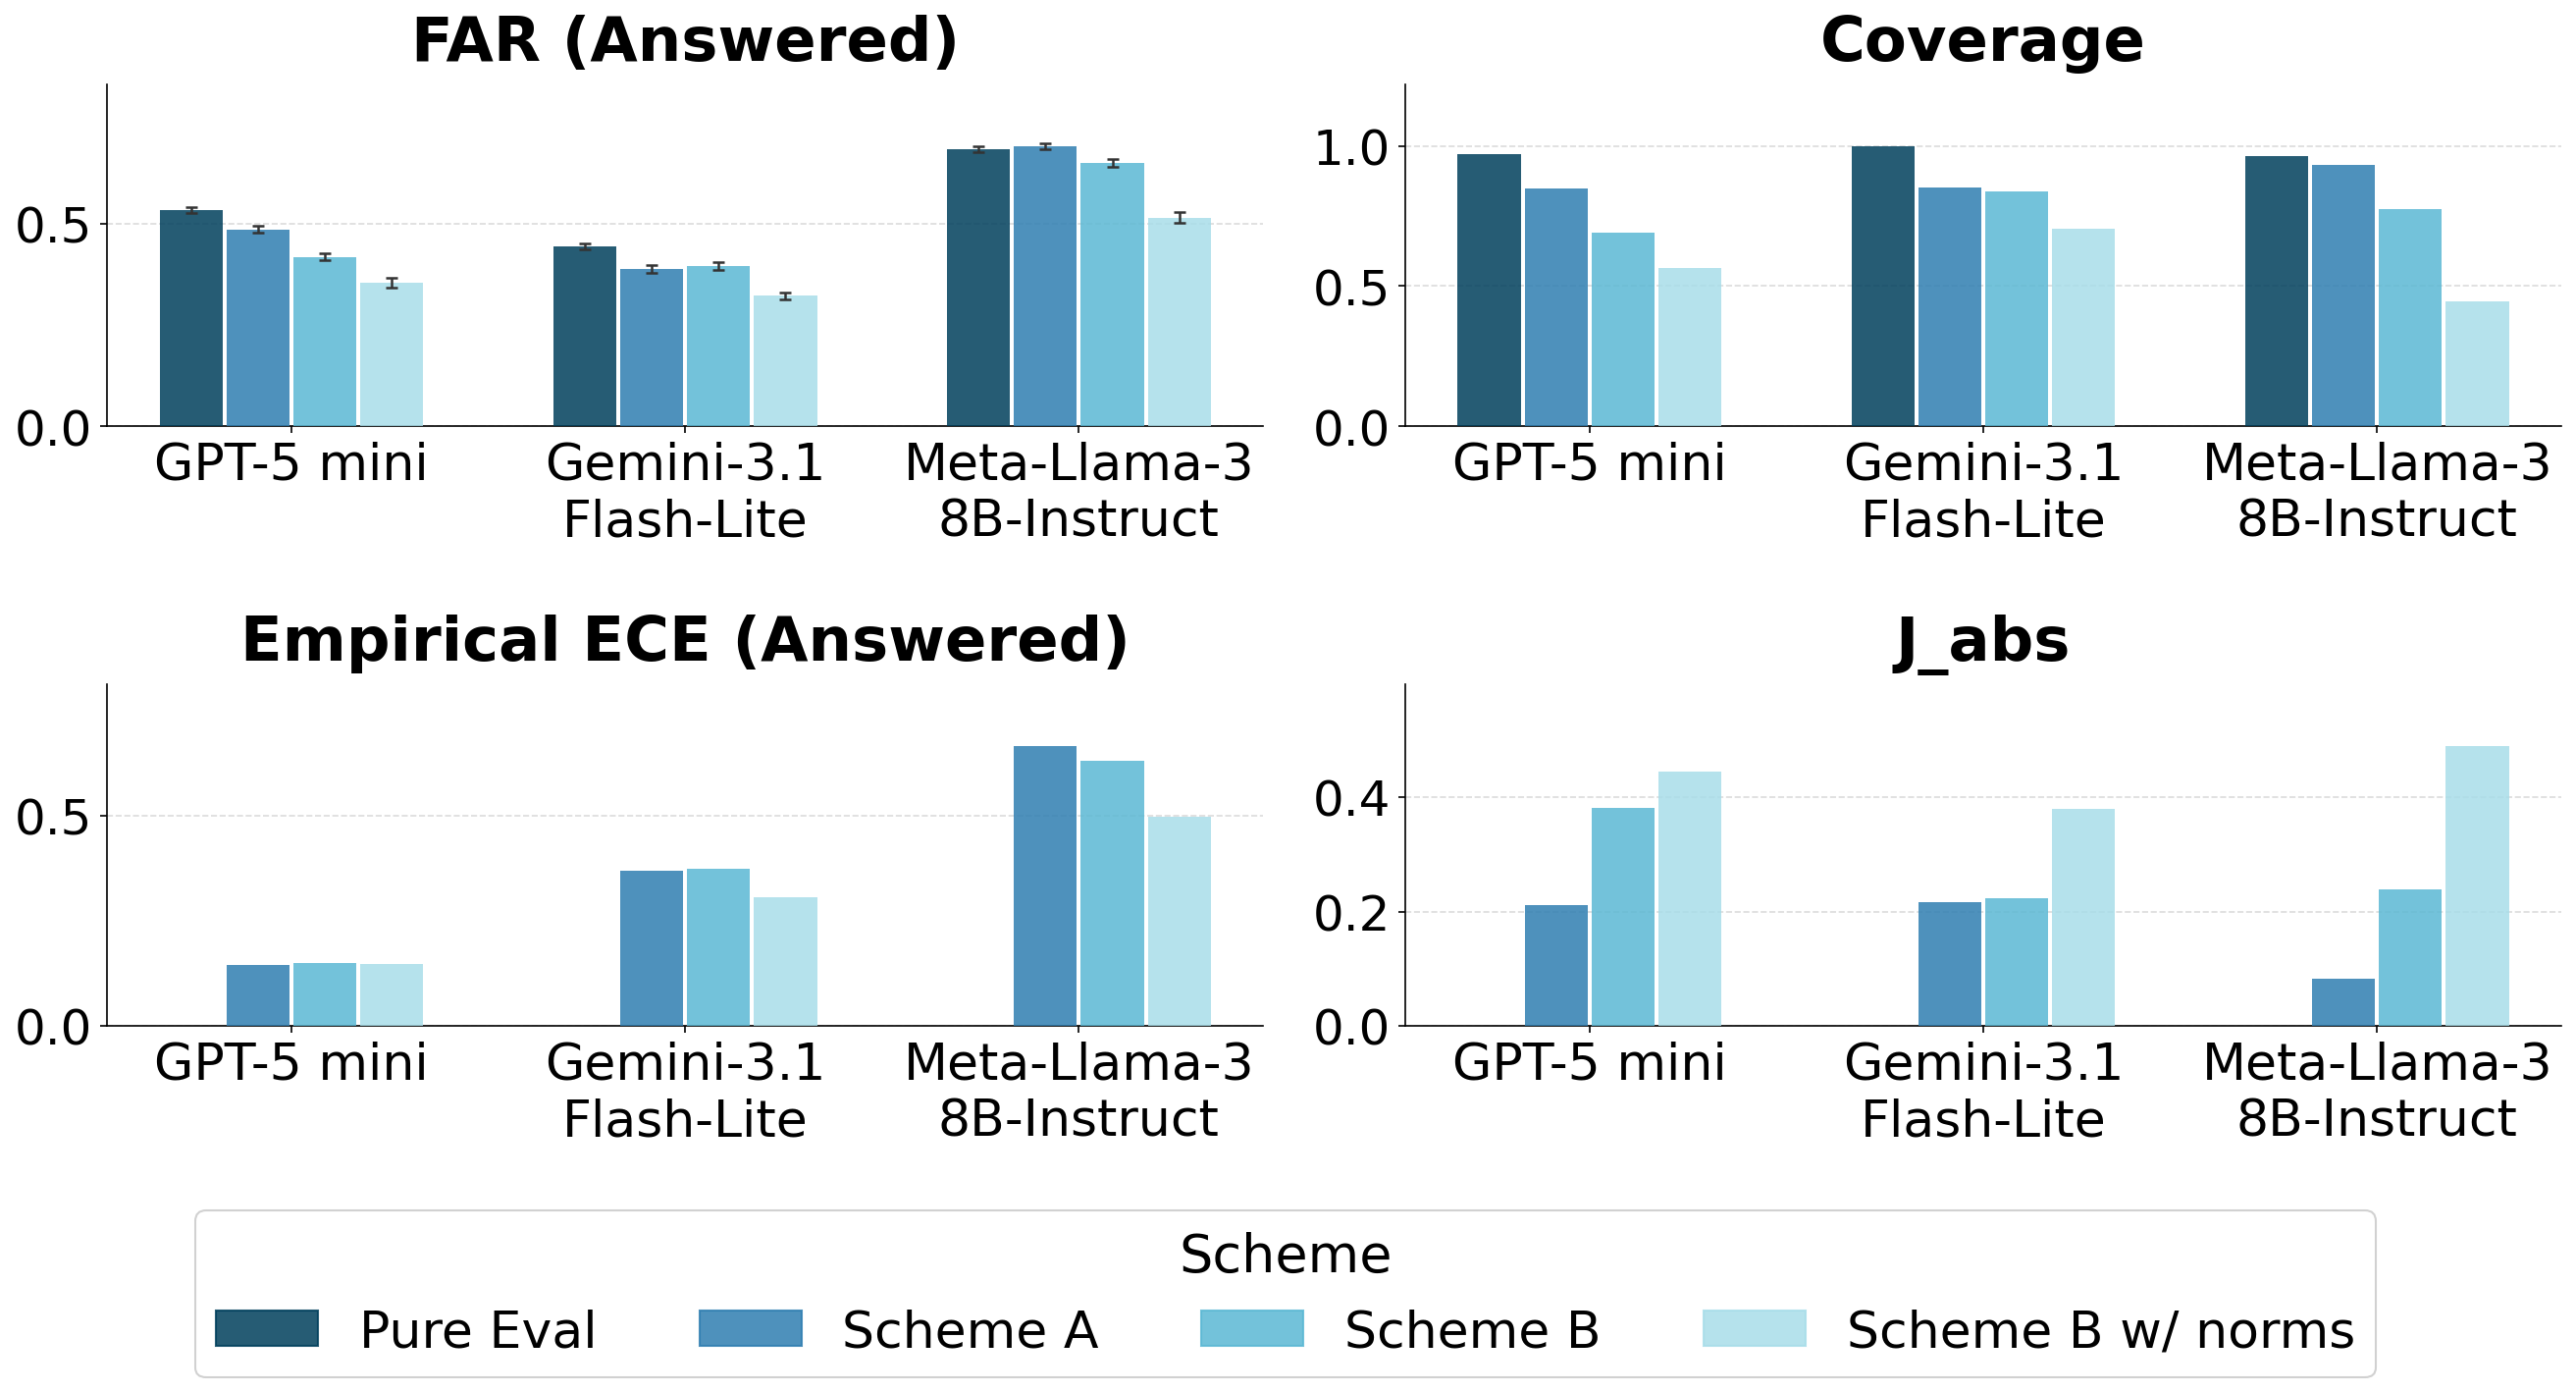 FAR (Answered)
0.5
0.0
GPT-5 mini
Gemini-3.1
Flash-Lite
Meta-Llama-3
8B-Instruct
Coverage
1.0
0.5
0.0
GPT-5 mini
Gemini-3.1
Flash-Lite
Meta-Llama-3
8B-Instruct
Empirical ECE (Answered)
0.5
0.0
GPT-5 mini
Gemini-3.1
Flash-Lite
Meta-Llama-3
8B-Instruct
J_abs
0.4
0.2
0.0
GPT-5 mini
Gemini-3.1
Flash-Lite
Meta-Llama-3
8B-Instruct
Scheme
Pure Eval
Scheme A
Scheme B
Scheme B w/ norms